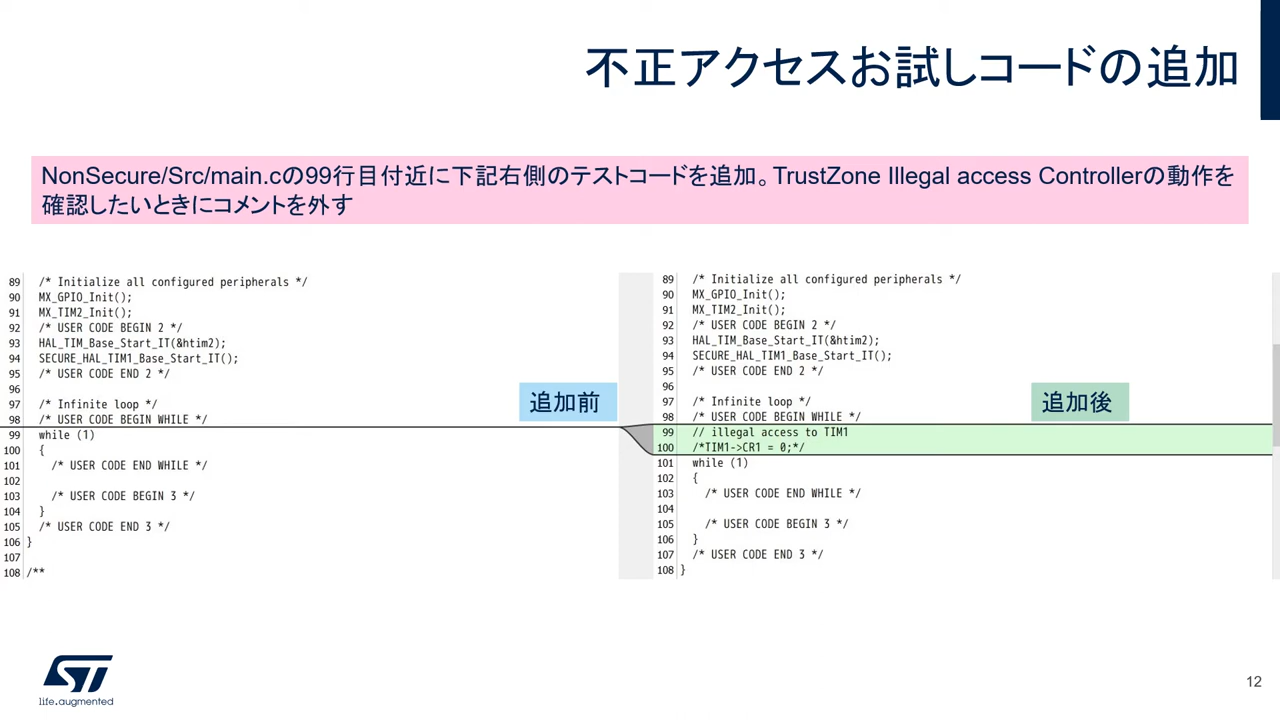 不正アクセスお試しコードの追加
NonSecure/Src/main.cの99行目付近に下記右側のテストコードを追加。TrustZone Illegal access Controllerの動作を
確認したいときにコメントを外す
追加前
89 /* Initialize all configured peripherals */
90 MX_GPIO_Init();
91 MX_TIM2_Init();
92 /* USER CODE BEGIN 2 */
93 HAL_TIM_Base_Start_IT(&htim2);
94 SECURE_HAL_TIM1_Base_Start_IT();
95 /* USER CODE END 2 */
96
97 /* Infinite loop */
98 /* USER CODE BEGIN WHILE */
99 while (1)
100 {
101 /* USER CODE END WHILE */
102
103 /* USER CODE BEGIN 3 */
104 }
105 /* USER CODE END 3 */
106 }
107
108 /**
追加後
89 /* Initialize all configured peripherals */
90 MX_GPIO_Init();
91 MX_TIM2_Init();
92 /* USER CODE BEGIN 2 */
93 HAL_TIM_Base_Start_IT(&htim2);
94 SECURE_HAL_TIM1_Base_Start_IT();
95 /* USER CODE END 2 */
96
97 /* Infinite loop */
98 /* USER CODE BEGIN WHILE */
99 // illegal access to TIM1
100 /*TIM1->CR1 = 0;*/
101 while (1)
102 {
103 /* USER CODE END WHILE */
104
105 /* USER CODE BEGIN 3 */
106 }
107 /* USER CODE END 3 */
108 }
ST
life.augmented
12